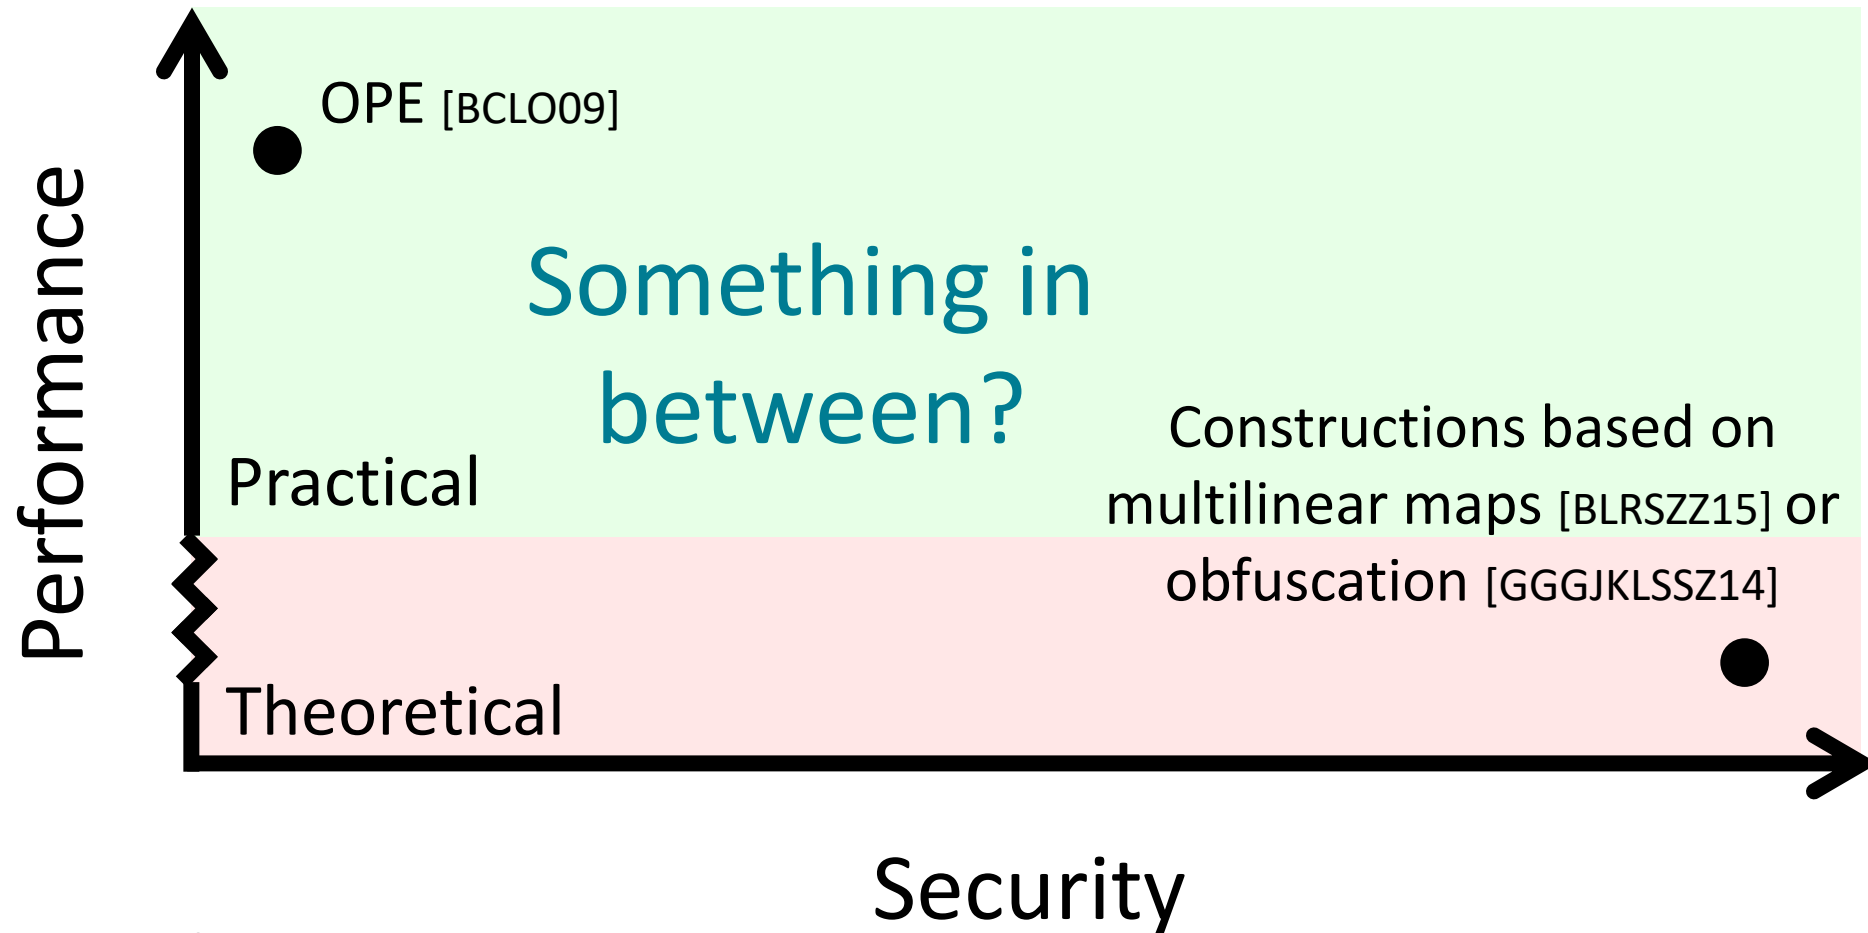 OPE [BCLO09]
Performance
Something in
between?
Practical
Constructions based on
multilinear maps [BLRSZZ15] or
obfuscation [GGGJKLSSZ14]
Theoretical
Security